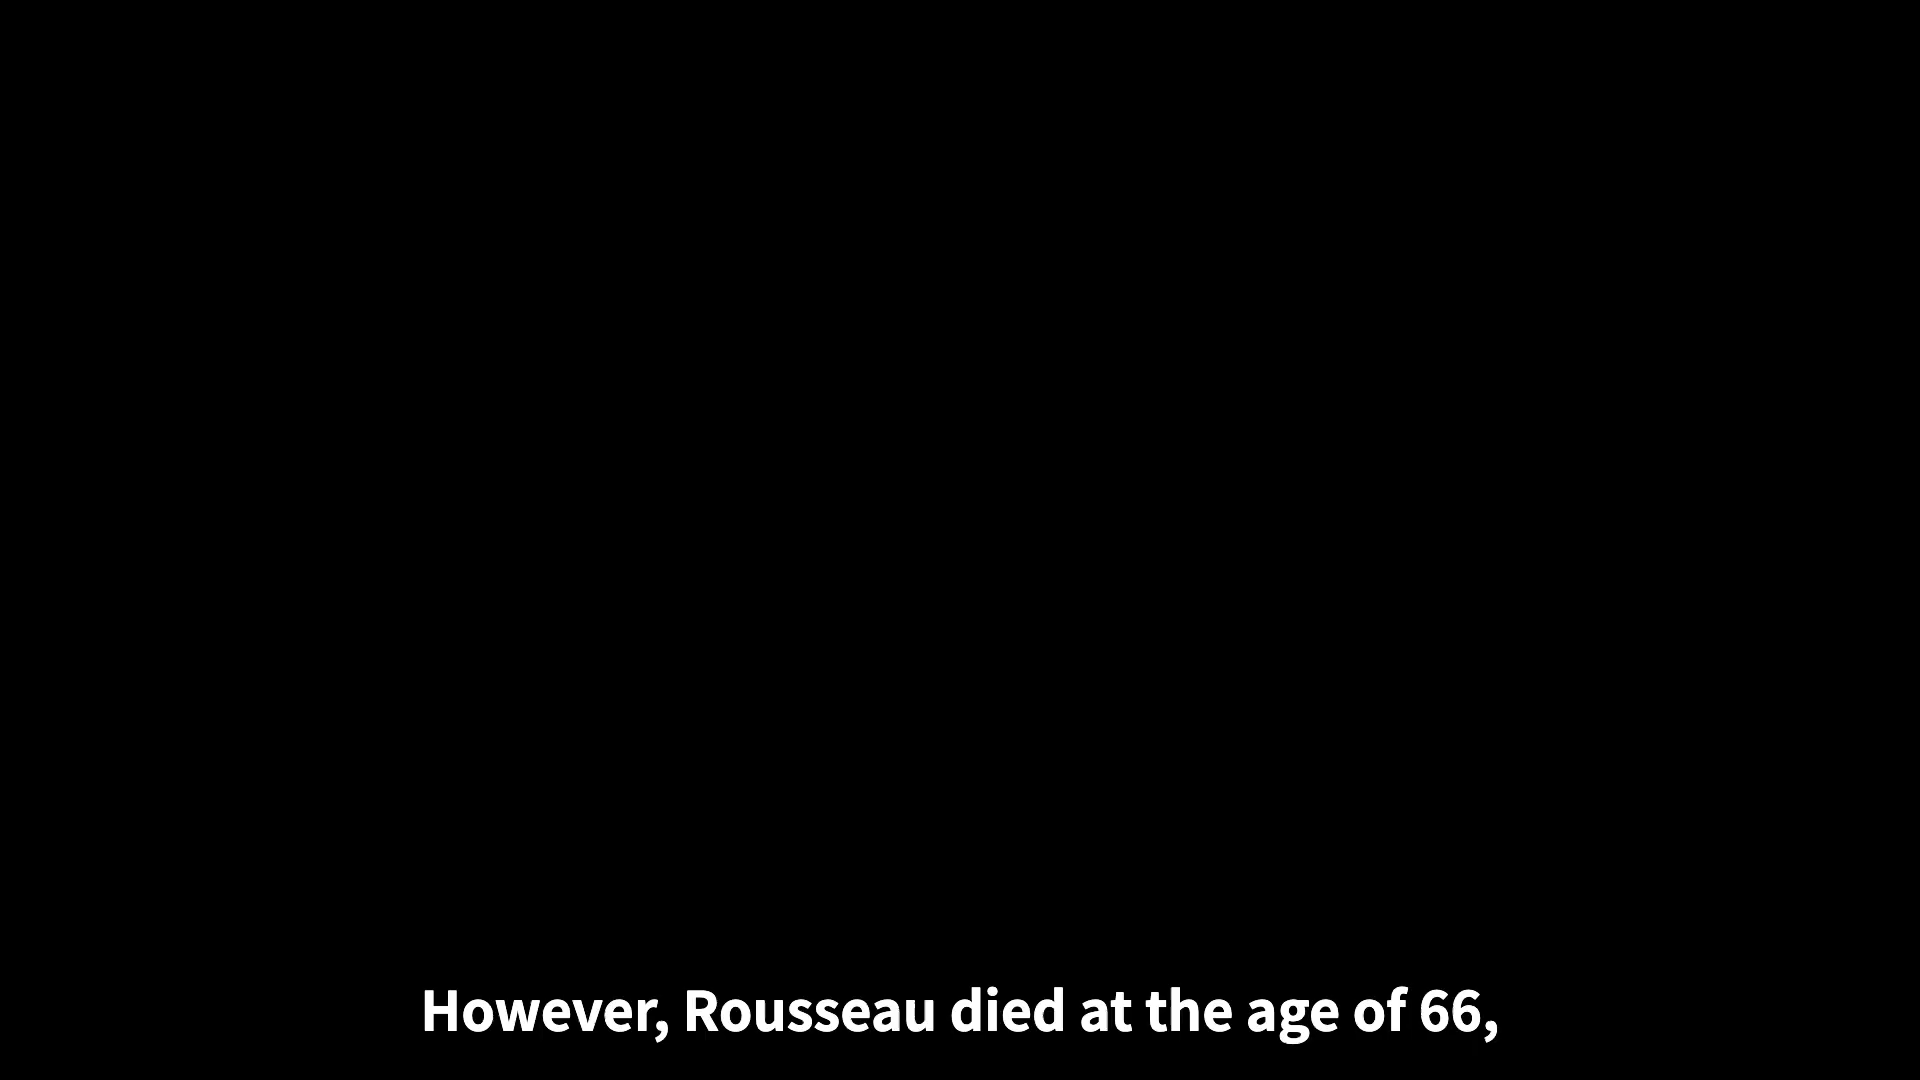 However, Rousseau died at the age of 66,